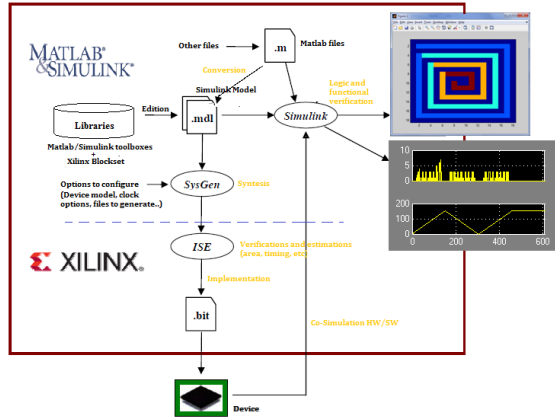 MATLAB
&SIMULINK®
Other files
.m
Matlab files
Conversion
Simulink Model
Logic and
functional
verification
Libraries
Edition
.mdl
Simulink
Matlab/Simulink toolboxes
+
Xilinx Blockset
Options to configure
(Device model, clock
options, files to generate..)
SysGen
Syntesis
10
5
0
200
100
0
0 200 400 600
XILINX®
ISE
Verifications and estimations
(area, timing, etc)
Implementation
.bit
Co-Simulation HW/SW
Device